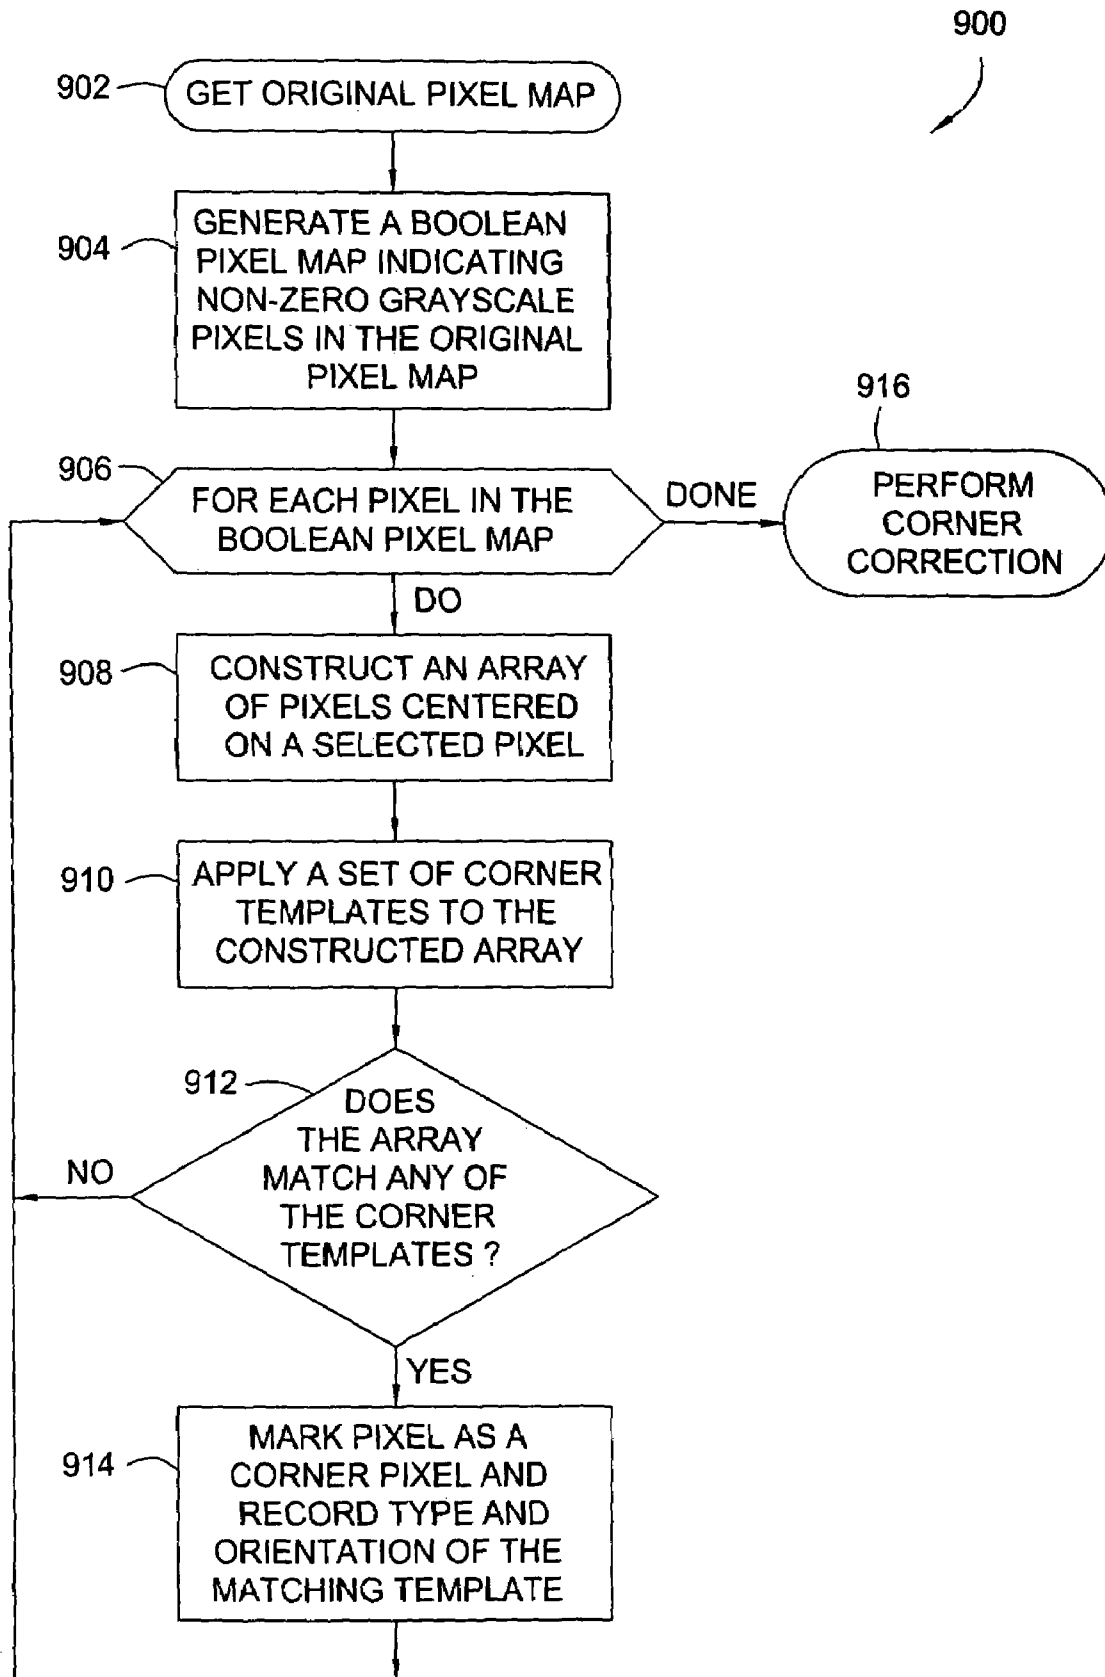 900
902
GET ORIGINAL PIXEL MAP
904
GENERATE A BOOLEAN
PIXEL MAP INDICATING
NON-ZERO GRAYSCALE
PIXELS IN THE ORIGINAL
PIXEL MAP
906
FOR EACH PIXEL IN THE
BOOLEAN PIXEL MAP
DONE
916
PERFORM
CORNER
CORRECTION
DO
908
CONSTRUCT AN ARRAY
OF PIXELS CENTERED
ON A SELECTED PIXEL
910
APPLY A SET OF CORNER
TEMPLATES TO THE
CONSTRUCTED ARRAY
912
DOES
THE ARRAY
MATCH ANY OF
THE CORNER
TEMPLATES ?
NO
YES
914
MARK PIXEL AS A
CORNER PIXEL AND
RECORD TYPE AND
ORIENTATION OF THE
MATCHING TEMPLATE